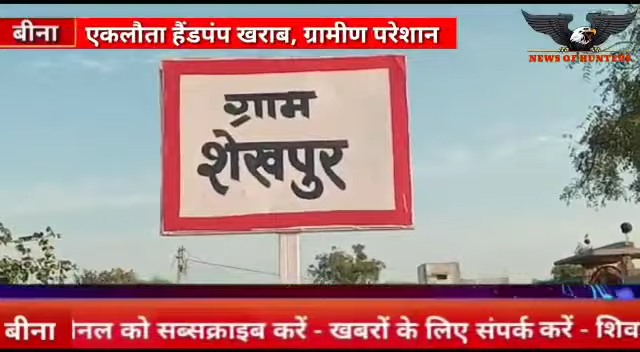 बीना एकलौता हैंडपंप खराब, ग्रामीण परेशान
NEWS OF HUNTERS
ग्राम
शेखपुर
बीना नल को सब्सक्राइब करें - खबरों के लिए संपर्क करें - शिव